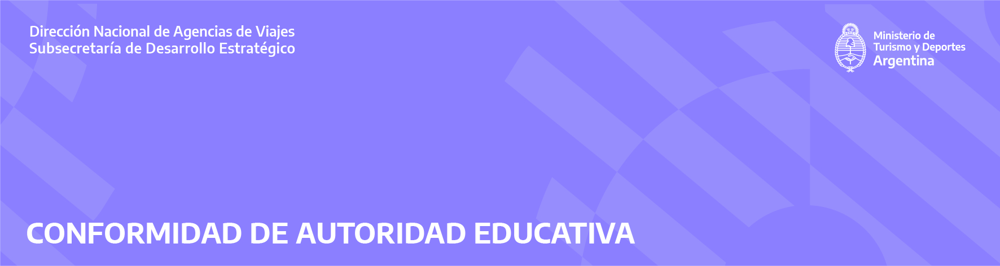 Dirección Nacional de Agencias de Viajes
Subsecretaría de Desarrollo Estratégico
Ministerio de
Turismo y Deportes
Argentina
CONFORMIDAD DE AUTORIDAD EDUCATIVA